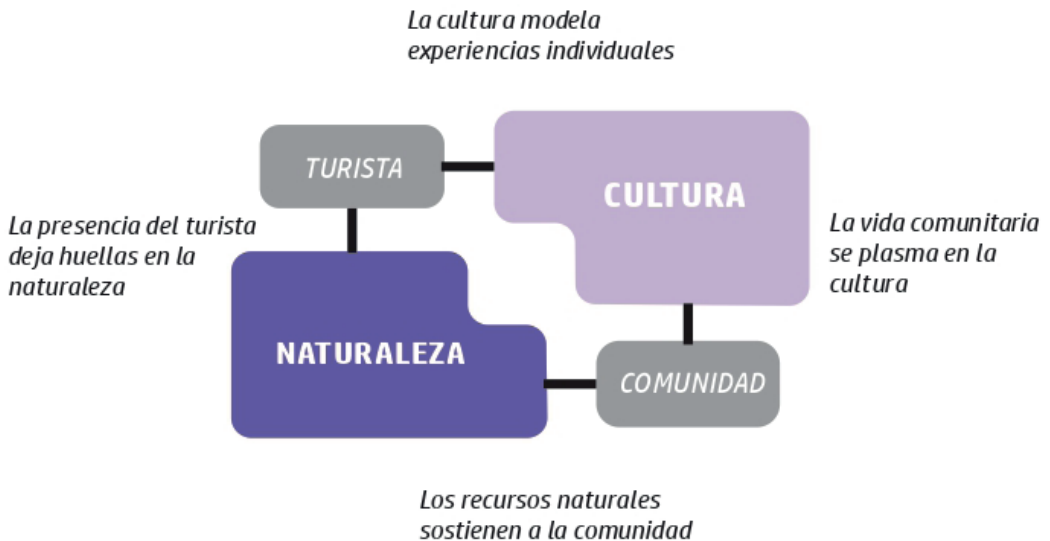 La cultura modela
experiencias individuales
TURISTA
CULTURA
La presencia del turista
deja huellas en la
naturaleza
La vida comunitaria
se plasma en la
cultura
NATURALEZA
COMUNIDAD
Los recursos naturales
sostienen a la comunidad